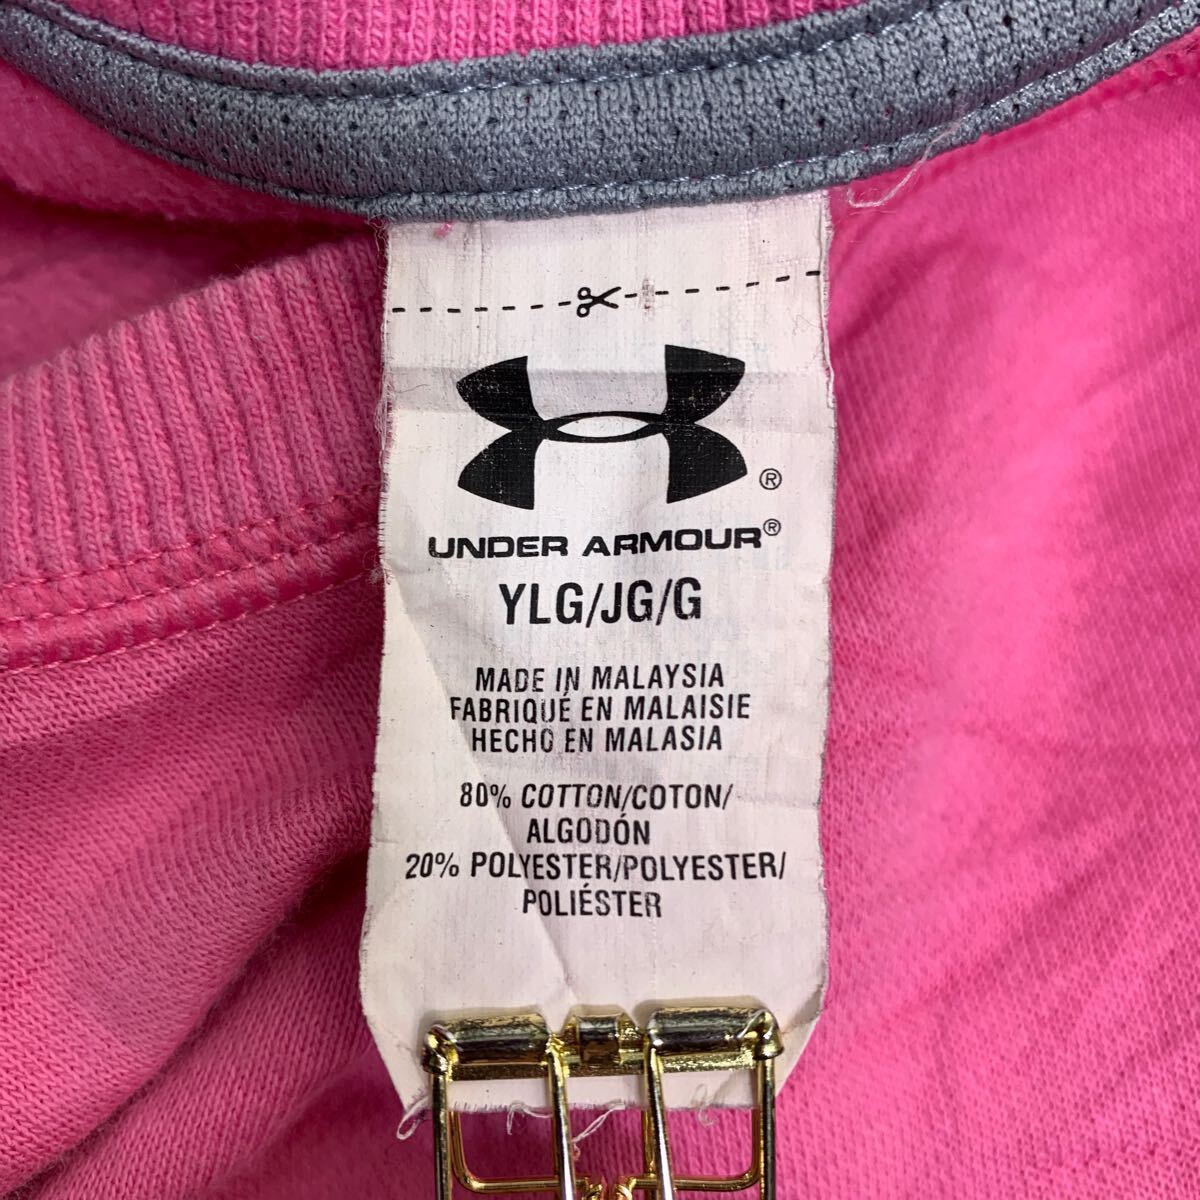 ®
UNDER ARMOUR®
YLG/JG/G
MADE IN MALAYSIA
FABRIQUÉ EN MALAISIE
HECHO EN MALASIA
80% COTTON/COTON/
ALGODÓN
20% POLYESTER/POLYESTER/
POLIÉSTER